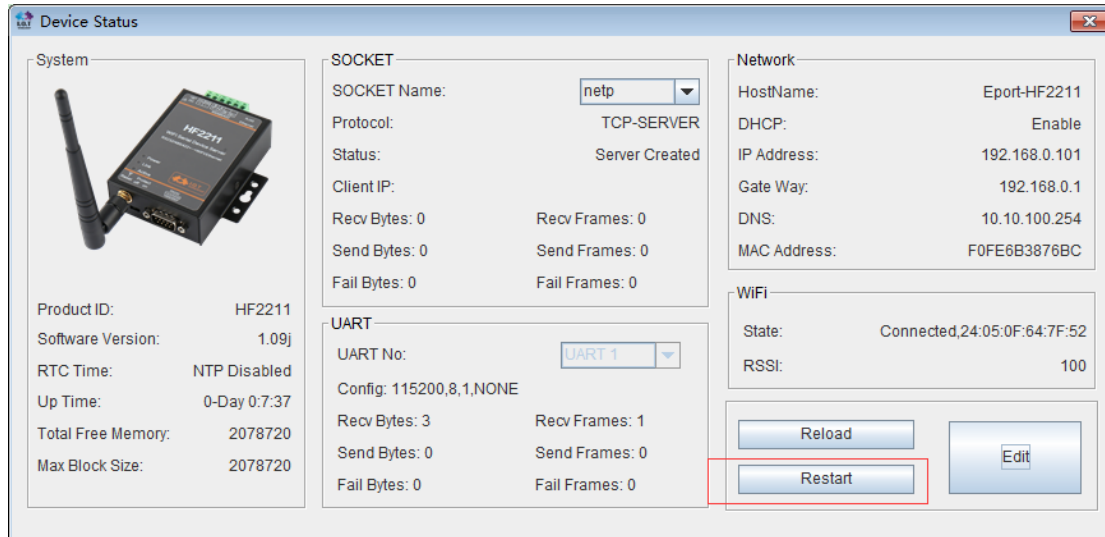 Device Status
System
HF2211
Product ID: HF2211
Software Version: 1.09j
RTC Time: NTP Disabled
Up Time: 0-Day 0:7:37
Total Free Memory: 2078720
Max Block Size: 2078720
SOCKET
SOCKET Name: netp
Protocol: TCP-SERVER
Status: Server Created
Client IP:
Recv Bytes: 0 Recv Frames: 0
Send Bytes: 0 Send Frames: 0
Fail Bytes: 0 Fail Frames: 0
UART
UART No: UART 1
Config: 115200,8,1,NONE
Recv Bytes: 3 Recv Frames: 1
Send Bytes: 0 Send Frames: 0
Fail Bytes: 0 Fail Frames: 0
Network
HostName: Eport-HF2211
DHCP: Enable
IP Address: 192.168.0.101
Gate Way: 192.168.0.1
DNS: 10.10.100.254
MAC Address: F0FE6B3876BC
WiFi
State: Connected,24:05:0F:64:7F:52
RSSI: 100
Reload
Restart
Edit